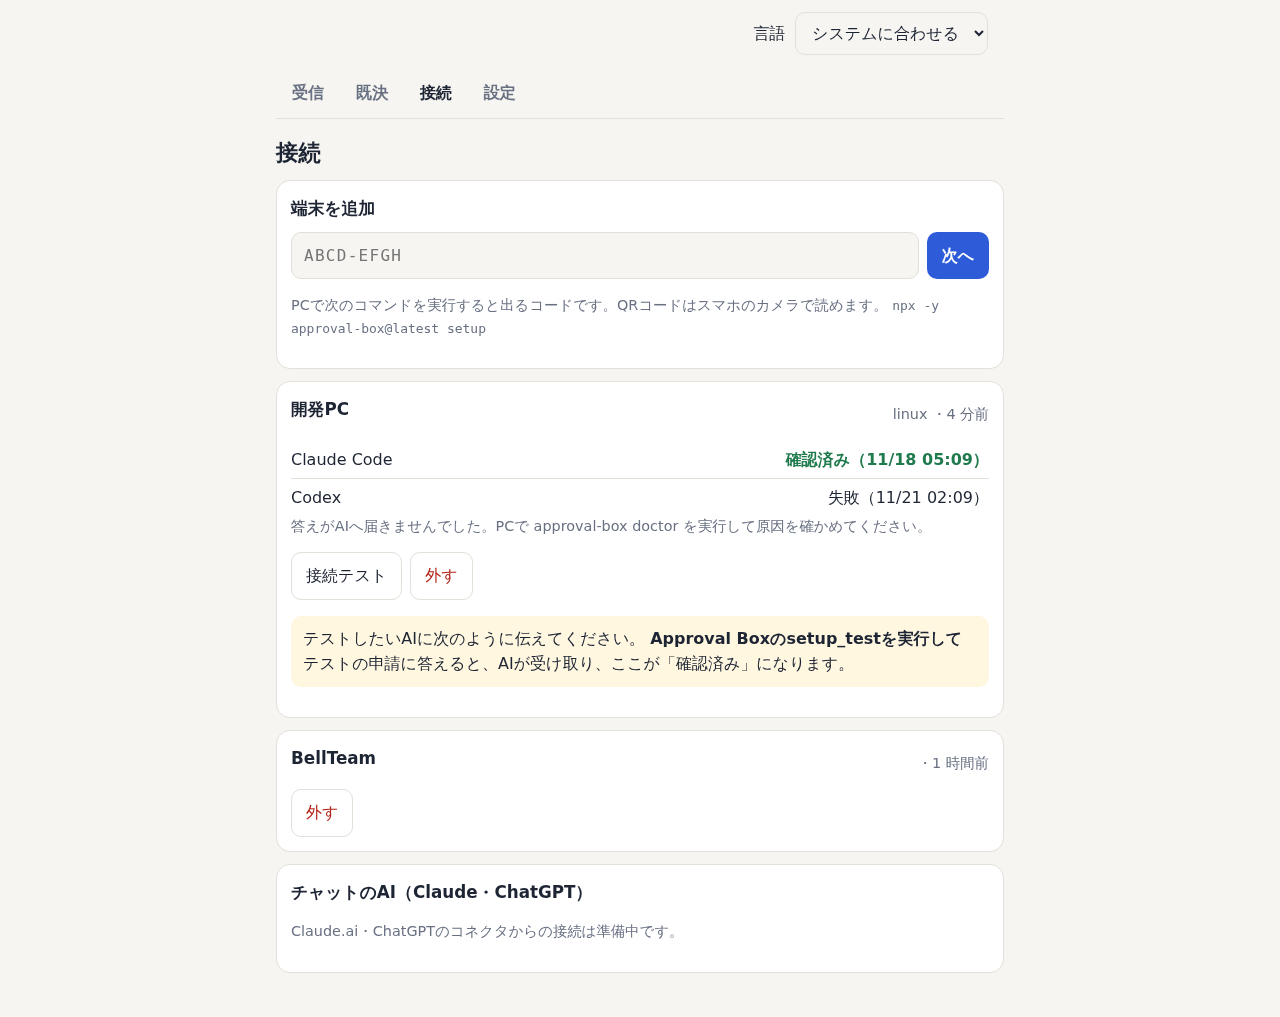 言語 システムに合わせる
受信 既決 接続 設定
接続
端末を追加
ABCD-EFGH 次へ
PCで次のコマンドを実行すると出るコードです。QRコードはスマホのカメラで読めます。 npx -y
approval-box@latest setup
開発PC linux ・4 分前
Claude Code 確認済み（11/18 05:09）
Codex 失敗（11/21 02:09）
答えがAIへ届きませんでした。PCで approval-box doctor を実行して原因を確かめてください。
接続テスト 外す
テストしたいAIに次のように伝えてください。 Approval Boxのsetup_testを実行して
テストの申請に答えると、AIが受け取り、ここが「確認済み」になります。
BellTeam ・1 時間前
外す
チャットのAI（Claude・ChatGPT）
Claude.ai・ChatGPTのコネクタからの接続は準備中です。